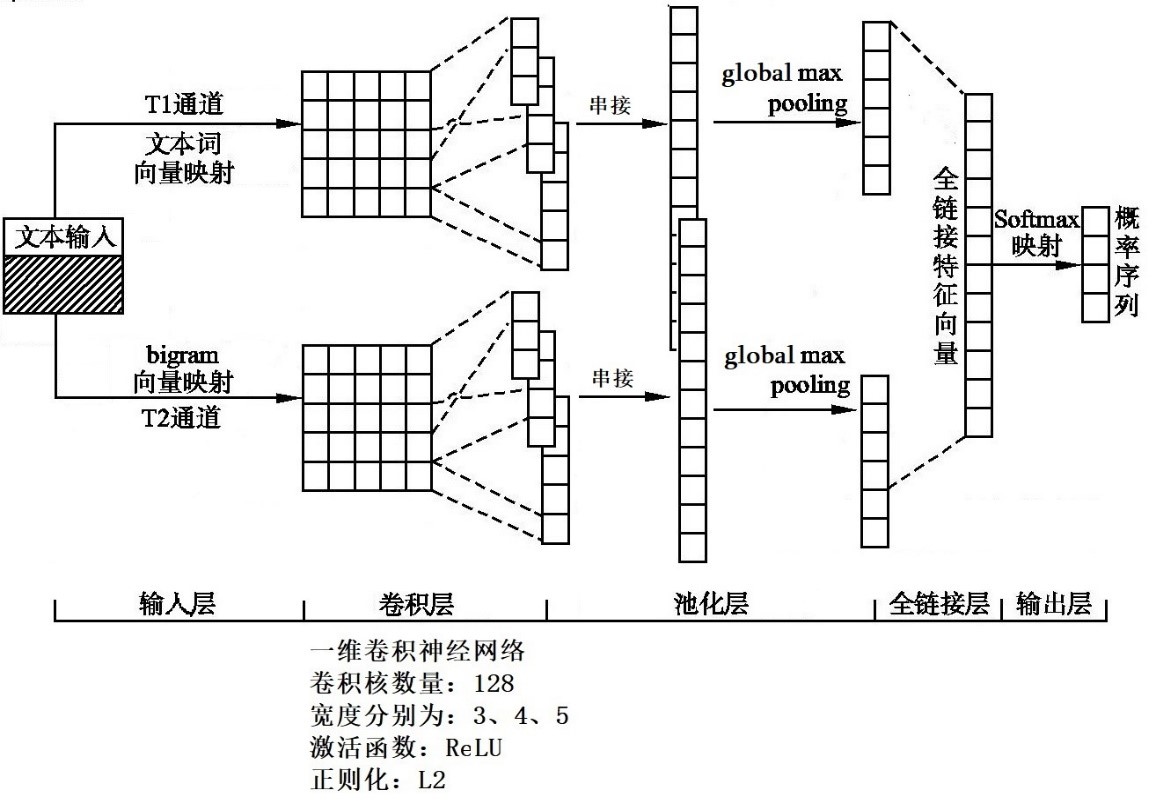 T1通道
文本词
向量映射
串接
global max
pooling
文本输入
bigram
向量映射
T2通道
串接
global max
pooling
全链接特征向量
Softmax
映射
概率序列
输入层
卷积层
池化层
全链接层
输出层
一维卷积神经网络
卷积核数量：128
宽度分别为：3、4、5
激活函数：ReLU
正则化：L2